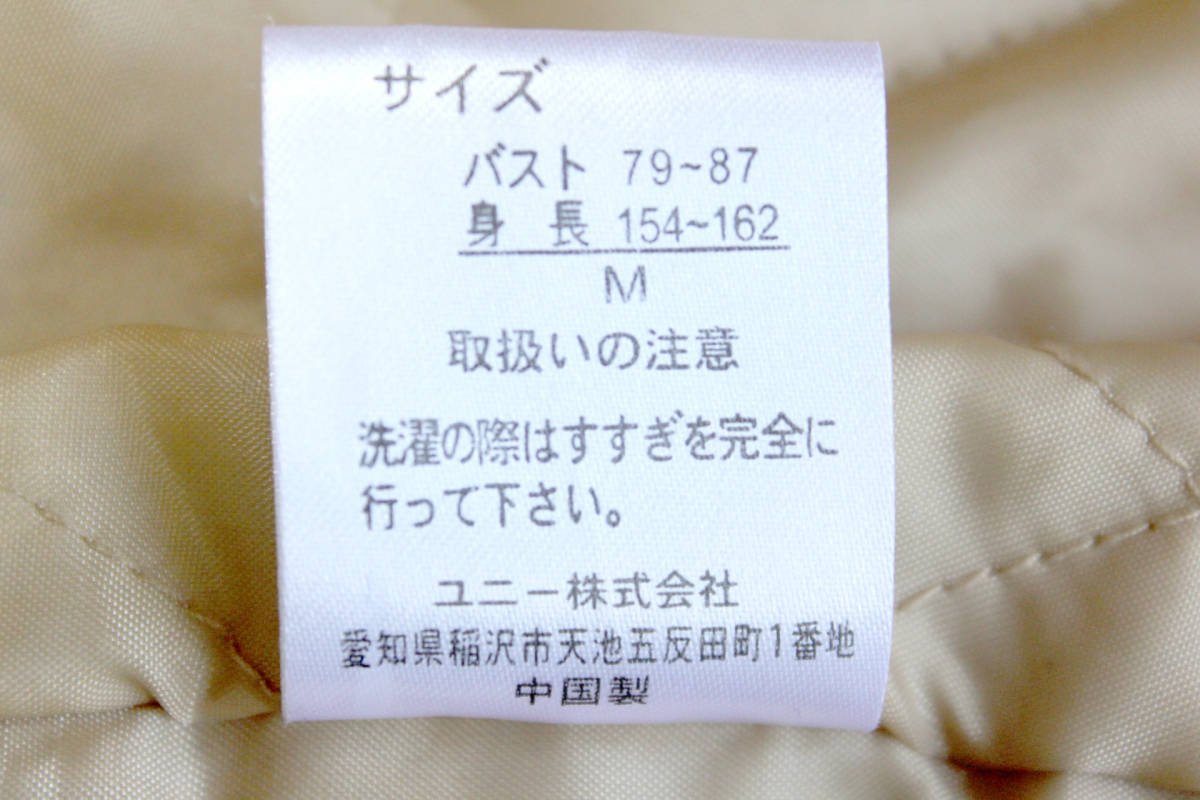 サイズ
バスト 79~87
身 長 154~162
M
取扱いの注意
洗濯の際はすすぎを完全に
行って下さい。
ユニー株式会社
愛知県稲沢市天池五反田町1番地
中国製